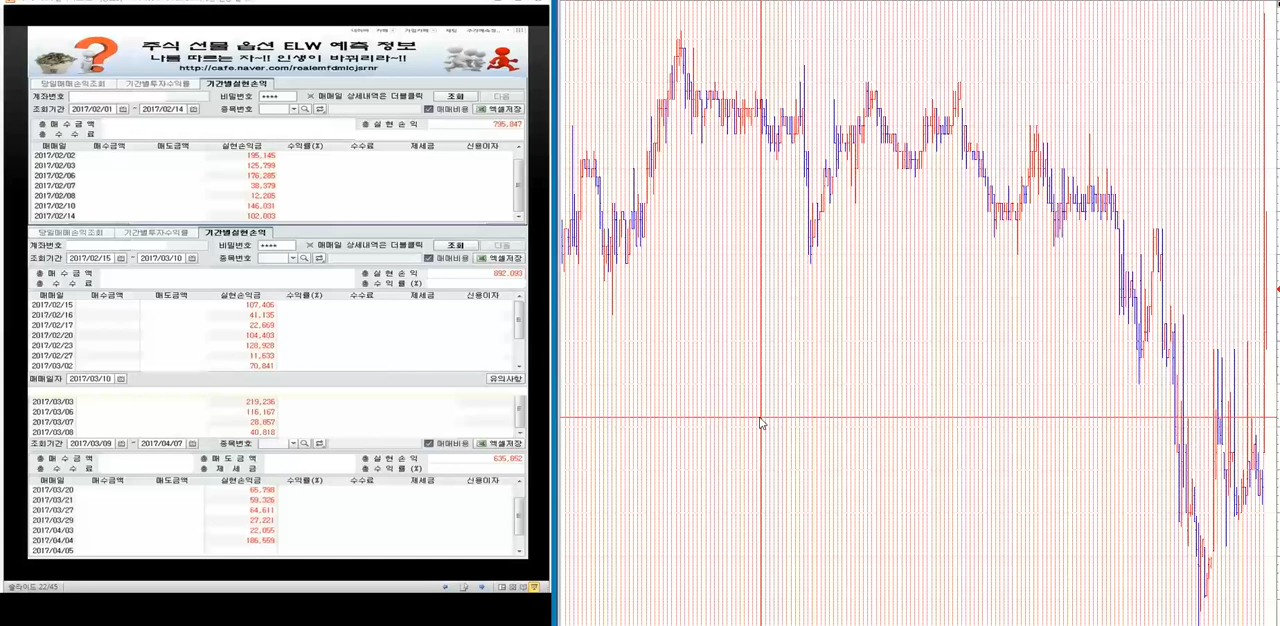 주식 선물 옵션 ELW 예측 정보
나를 따르는 자~!! 인생이 바뀌리라~!!
당일매매손익조회 기간별투자수익률 기간별실현손익
계좌번호 비밀번호 **** ※ 매매일 상세내역은 더블클릭 조회 다음
조회기간 2017/02/01 ~ 2017/02/14 종목번호 매매비용 엑셀저장
총매수금액 총실현손익 795,847
총수수료
매매일 매수금액 매도금액 실현손익금 수익률(%) 수수료 제세금 신용이자
2017/02/02 195,145
2017/02/03 125,799
2017/02/06 176,285
2017/02/07 38,379
2017/02/08 12,205
2017/02/10 146,031
2017/02/14 102,003
당일매매손익조회 기간별투자수익률 기간별실현손익
계좌번호 비밀번호 **** ※ 매매일 상세내역은 더블클릭 조회 다음
조회기간 2017/02/15 ~ 2017/03/10 종목번호 매매비용 엑셀저장
총매수금액 총실현손익 892,093
총수수료 총수익률(%)
매매일 매수금액 매도금액 실현손익금 수익률(%) 수수료 제세금 신용이자
2017/02/15 107,406
2017/02/16 41,135
2017/02/17 22,669
2017/02/20 104,403
2017/02/23 128,928
2017/02/27 11,633
2017/03/02 70,841
매매일자 2017/03/10 유의사항
2017/03/03 219,236
2017/03/06 116,167
2017/03/07 28,857
2017/03/08 40,818
조회기간 2017/03/09 ~ 2017/04/07 종목번호 매매비용 엑셀저장
총매수금액 총매도금액 총실현손익 635,052
총수수료 총제세금 총수익률(%)
매매일 매수금액 매도금액 실현손익금 수익률(%) 수수료 제세금 신용이자
2017/03/20 65,798
2017/03/21 59,326
2017/03/27 64,611
2017/03/29 27,221
2017/04/03 22,055
2017/04/04 186,559
2017/04/05
슬라이드 22/45